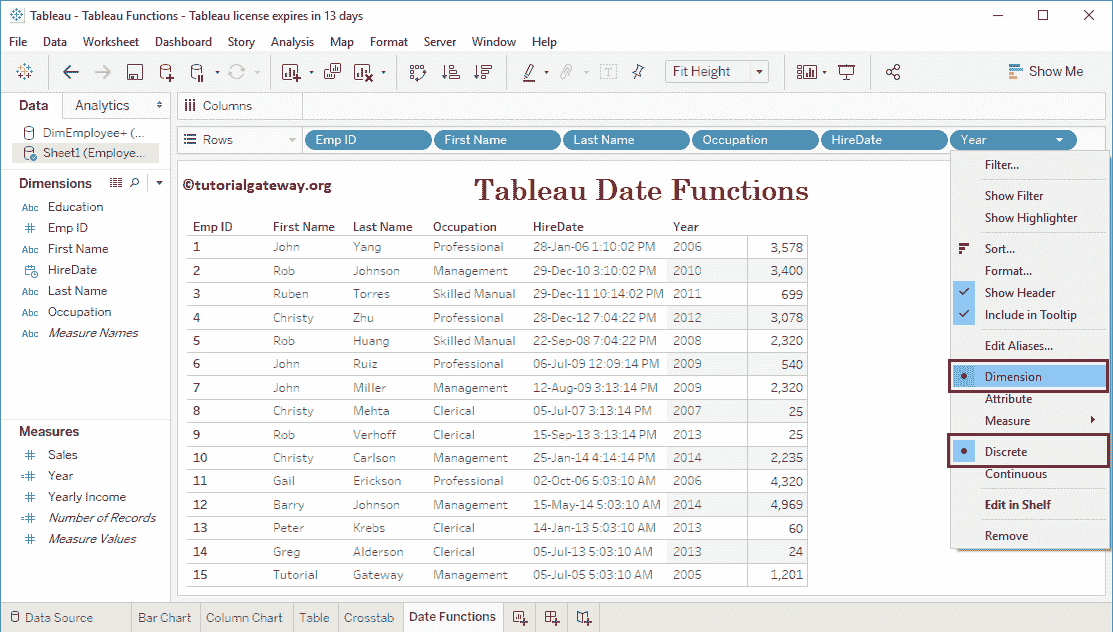 Tableau - Tableau Functions - Tableau license expires in 13 days
File Data Worksheet Dashboard Story Analysis Map Format Server Window Help
Fit Height
Show Me
Data Analytics
Columns
DimEmployee+ (...
Sheet1 (Employe...
Rows Emp ID First Name Last Name Occupation HireDate Year
Dimensions
Abc Education
Emp ID
Abc First Name
HireDate
Abc Last Name
Abc Occupation
Abc Measure Names
Measures
Sales
Year
Yearly Income
Number of Records
Measure Values
©tutorialgateway.org
Tableau Date Functions
Emp ID First Name Last Name Occupation HireDate Year
1 John Yang Professional 28-Jan-06 1:10:02 PM 2006 3,578
2 Rob Johnson Management 29-Dec-10 3:10:02 PM 2010 3,400
3 Ruben Torres Skilled Manual 29-Dec-11 10:14:02 PM 2011 699
4 Christy Zhu Professional 28-Dec-12 7:04:22 PM 2012 3,078
5 Rob Huang Skilled Manual 22-Sep-08 7:04:22 PM 2008 2,320
6 John Ruiz Professional 06-Jul-09 12:09:14 PM 2009 540
7 John Miller Management 12-Aug-09 3:13:14 PM 2009 2,320
8 Christy Mehta Clerical 05-Jul-07 3:13:14 PM 2007 25
9 Rob Verhoff Clerical 15-Sep-13 3:13:14 PM 2013 25
10 Christy Carlson Management 25-Jan-14 4:14:14 PM 2014 2,235
11 Gail Erickson Professional 02-Oct-06 5:03:10 AM 2006 4,320
12 Barry Johnson Management 15-May-14 5:03:10 AM 2014 4,969
13 Peter Krebs Clerical 14-Jan-13 5:03:10 AM 2013 60
14 Greg Alderson Clerical 05-Jul-13 5:03:10 AM 2013 24
15 Tutorial Gateway Management 05-Jul-05 5:03:10 AM 2005 1,201
Filter...
Show Filter
Show Highlighter
Sort...
Format...
Show Header
Include in Tooltip
Edit Aliases...
Dimension
Attribute
Measure
Discrete
Continuous
Edit in Shelf
Remove
Data Source Bar Chart Column Chart Table Crosstab Date Functions